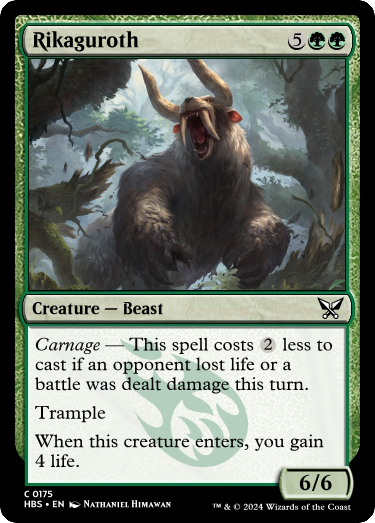 Rikaguroth 5
Creature — Beast
Carnage — This spell costs 2 less to
cast if an opponent lost life or a
battle was dealt damage this turn.
Trample
When this creature enters, you gain
4 life.
6/6
C 0175
HBS • EN Nathaniel Himawan
™ & © 2024 Wizards of the Coast